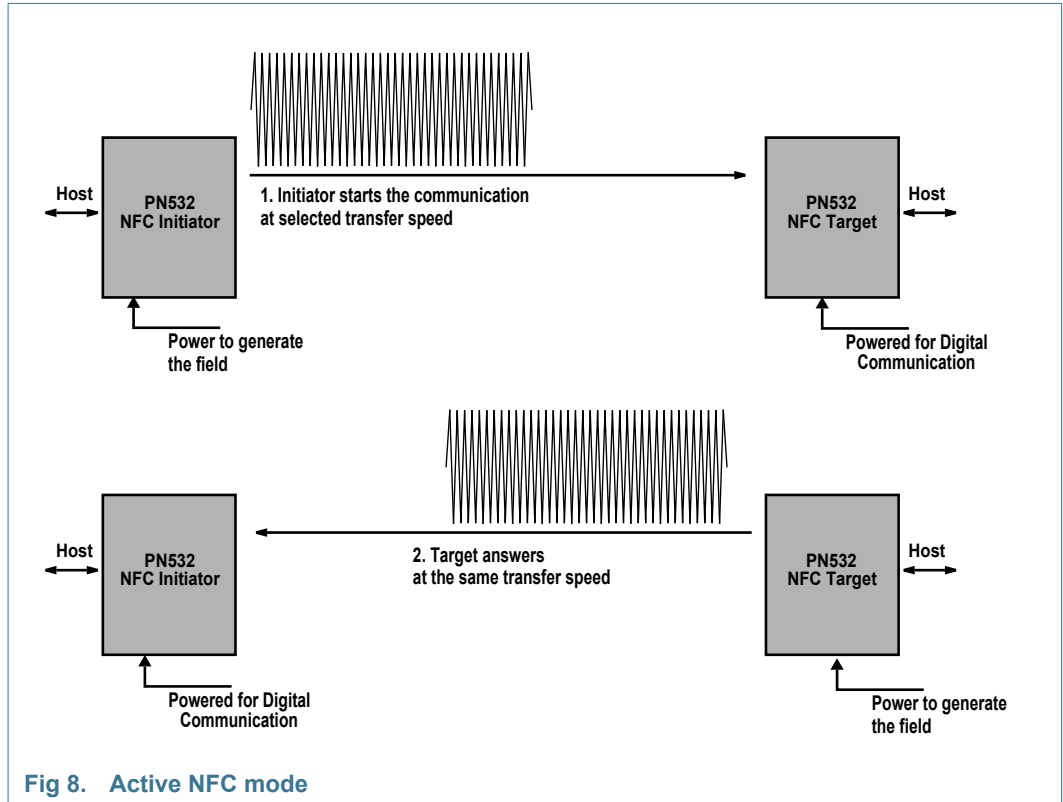 Host
PN532
NFC Initiator
1. Initiator starts the communication
at selected transfer speed
PN532
NFC Target
Host
Power to generate
the field
Powered for Digital
Communication
Host
PN532
NFC Initiator
2. Target answers
at the same transfer speed
PN532
NFC Target
Host
Powered for Digital
Communication
Power to generate
the field
Fig 8. Active NFC mode